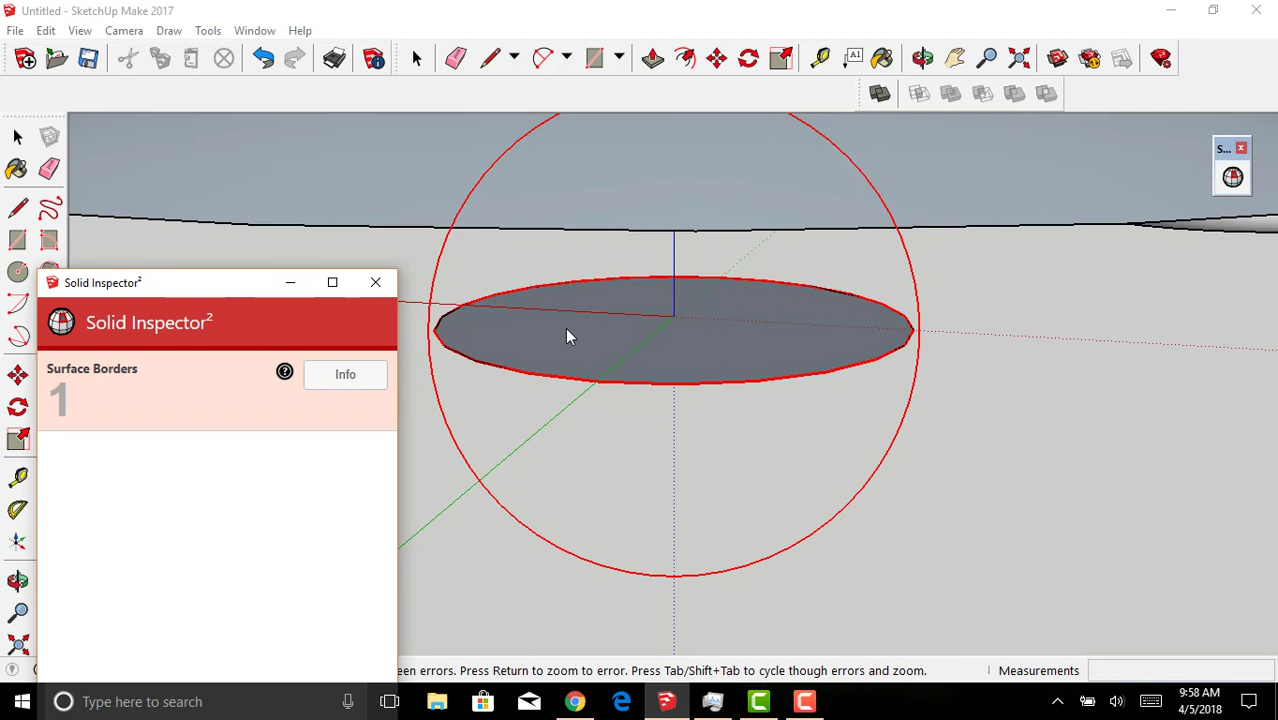 Untitled - SketchUp Make 2017
File Edit View Camera Draw Tools Window Help
A1
S...
Solid Inspector²
Solid Inspector²
Surface Borders
Info
1
een errors. Press Return to zoom to error. Press Tab/Shift+Tab to cycle though errors and zoom.
Measurements
Type here to search
9:58 AM
4/5/2018